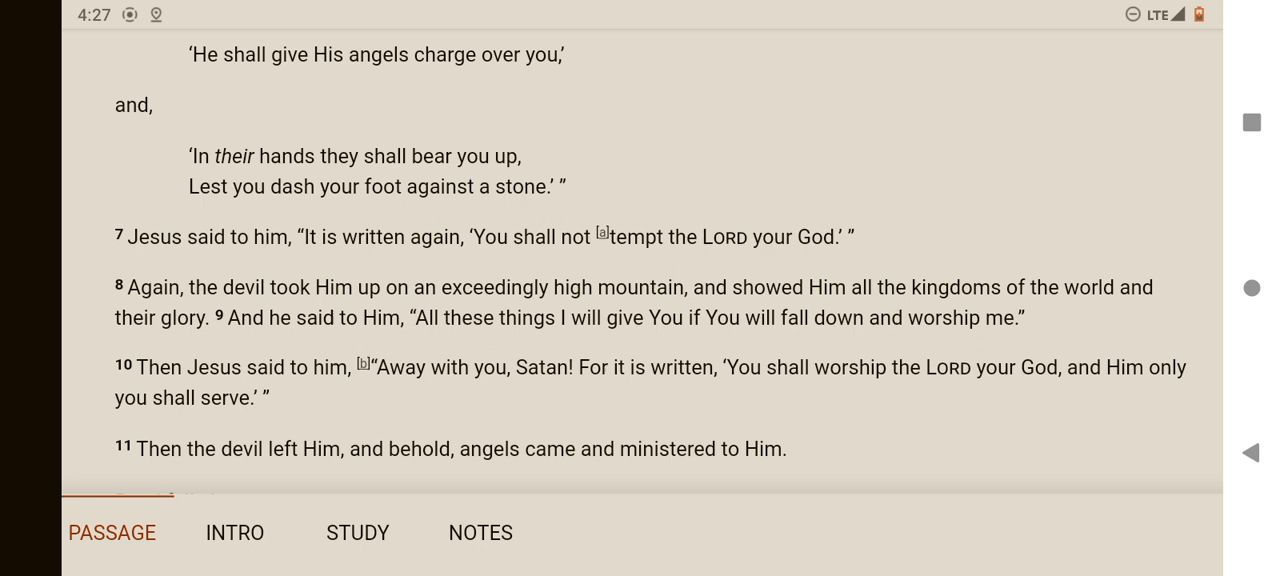 4:27 LTE
‘He shall give His angels charge over you,’
and,
‘In their hands they shall bear you up,
Lest you dash your foot against a stone.’ ”
7 Jesus said to him, “It is written again, ‘You shall not [a]tempt the LORD your God.’ ”
8 Again, the devil took Him up on an exceedingly high mountain, and showed Him all the kingdoms of the world and
their glory. 9 And he said to Him, “All these things I will give You if You will fall down and worship me.”
10 Then Jesus said to him, [b]“Away with you, Satan! For it is written, ‘You shall worship the LORD your God, and Him only
you shall serve.’ ”
11 Then the devil left Him, and behold, angels came and ministered to Him.
PASSAGE INTRO STUDY NOTES